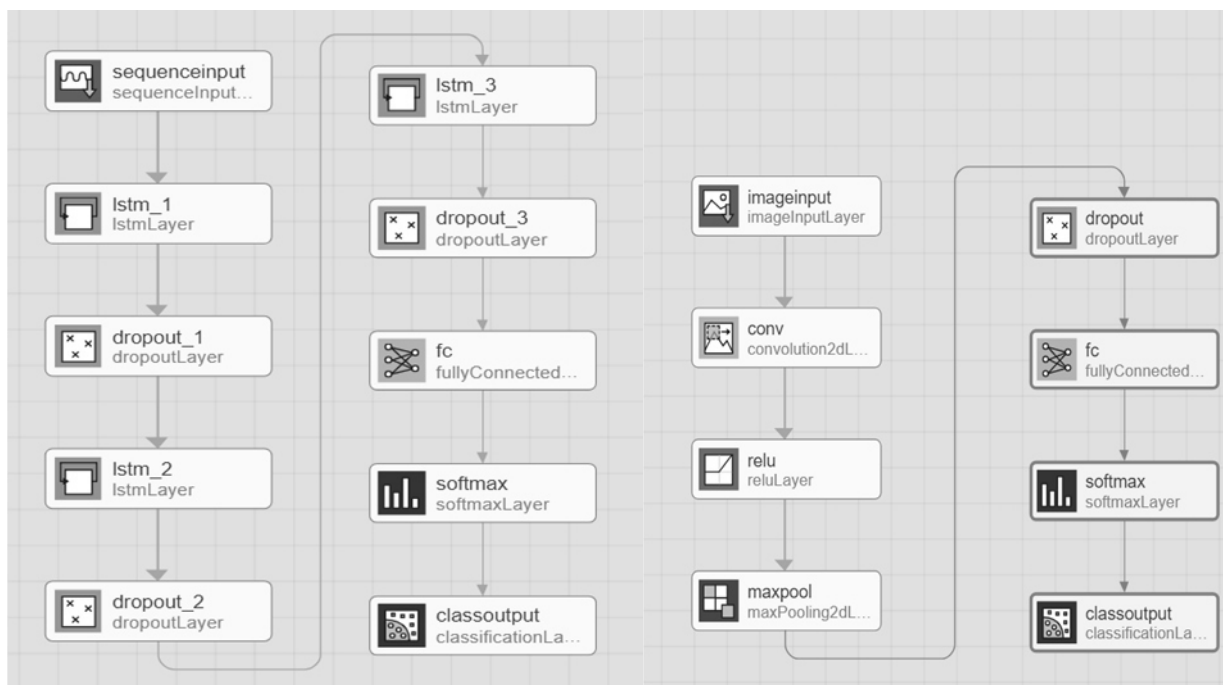 sequenceinput
sequenceInput...
lstm_1
lstmLayer
dropout_1
dropoutLayer
lstm_2
lstmLayer
dropout_2
dropoutLayer
lstm_3
lstmLayer
dropout_3
dropoutLayer
fc
fullyConnected...
softmax
softmaxLayer
classoutput
classificationLa...
imageinput
imageInputLayer
conv
convolution2dL...
relu
reluLayer
maxpool
maxPooling2dL...
dropout
dropoutLayer
fc
fullyConnected...
softmax
softmaxLayer
classoutput
classificationLa...